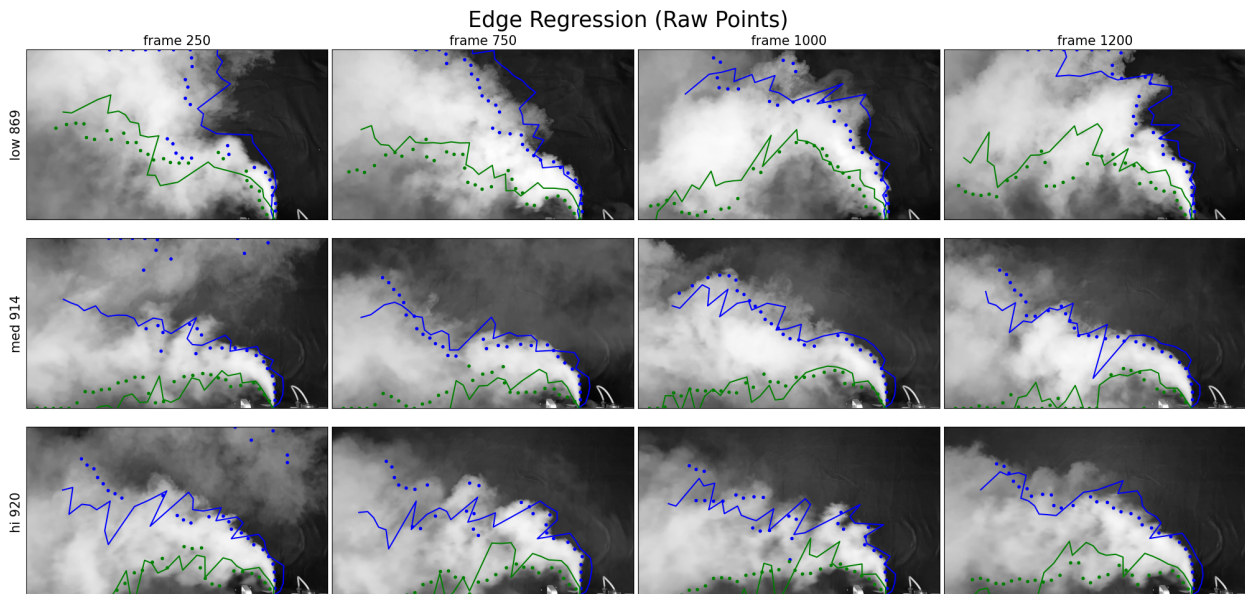 Edge Regression (Raw Points)
frame 250
frame 750
frame 1000
frame 1200
low 869
med 914
hi 920